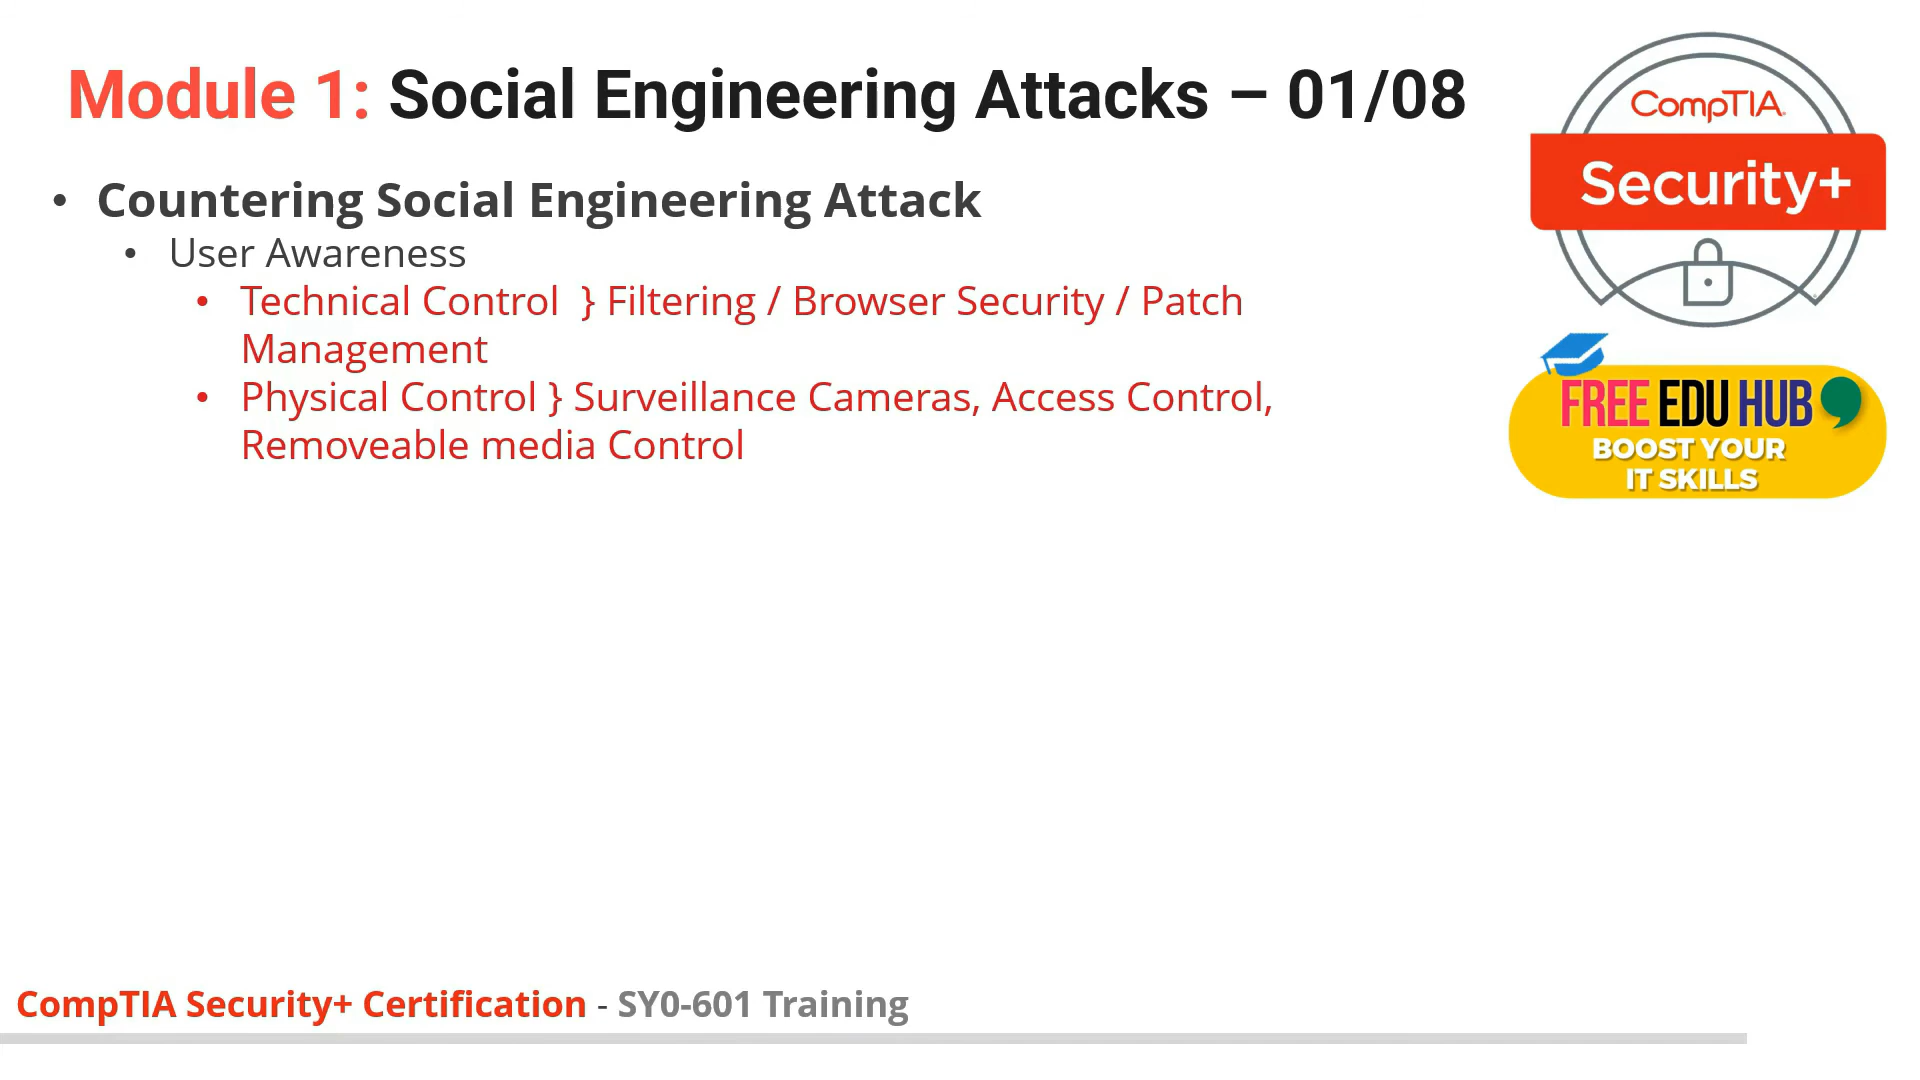 Module 1: Social Engineering Attacks – 01/08
• Countering Social Engineering Attack
• User Awareness
• Technical Control } Filtering / Browser Security / Patch
Management
• Physical Control } Surveillance Cameras, Access Control,
Removeable media Control
CompTIA
Security+
FREE EDU HUB
BOOST YOUR
IT SKILLS
CompTIA Security+ Certification - SY0-601 Training